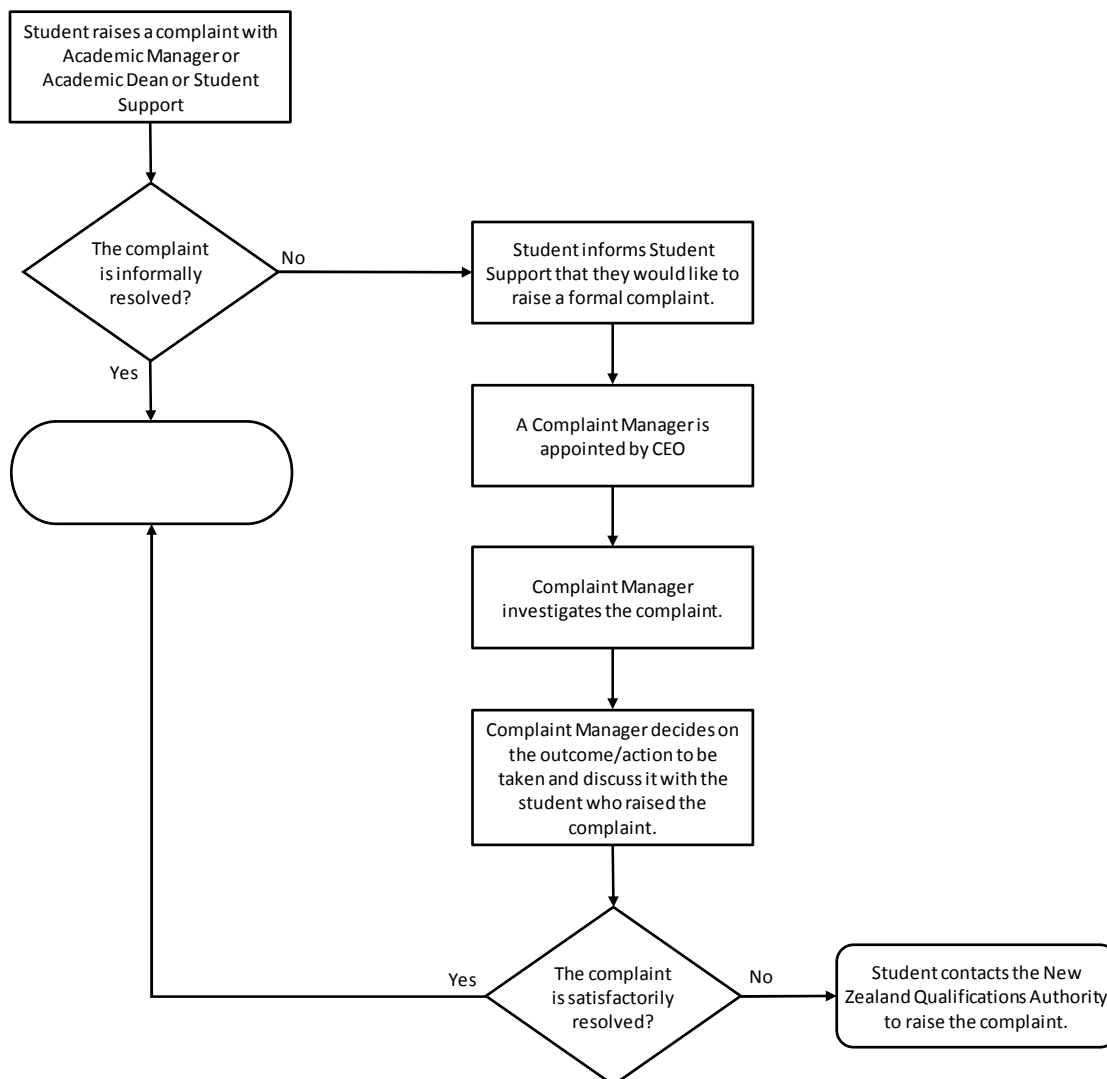 Student raises a complaint with
Academic Manager or
Academic Dean or Student
Support
The complaint
is informally
resolved?
No
Yes
Student informs Student
Support that they would like to
raise a formal complaint.
A Complaint Manager is
appointed by CEO
Complaint Manager
investigates the complaint.
Complaint Manager decides on
the outcome/action to be
taken and discuss it with the
student who raised the
complaint.
The complaint
is satisfactorily
resolved?
Yes
No
Student contacts the New
Zealand Qualifications Authority
to raise the complaint.